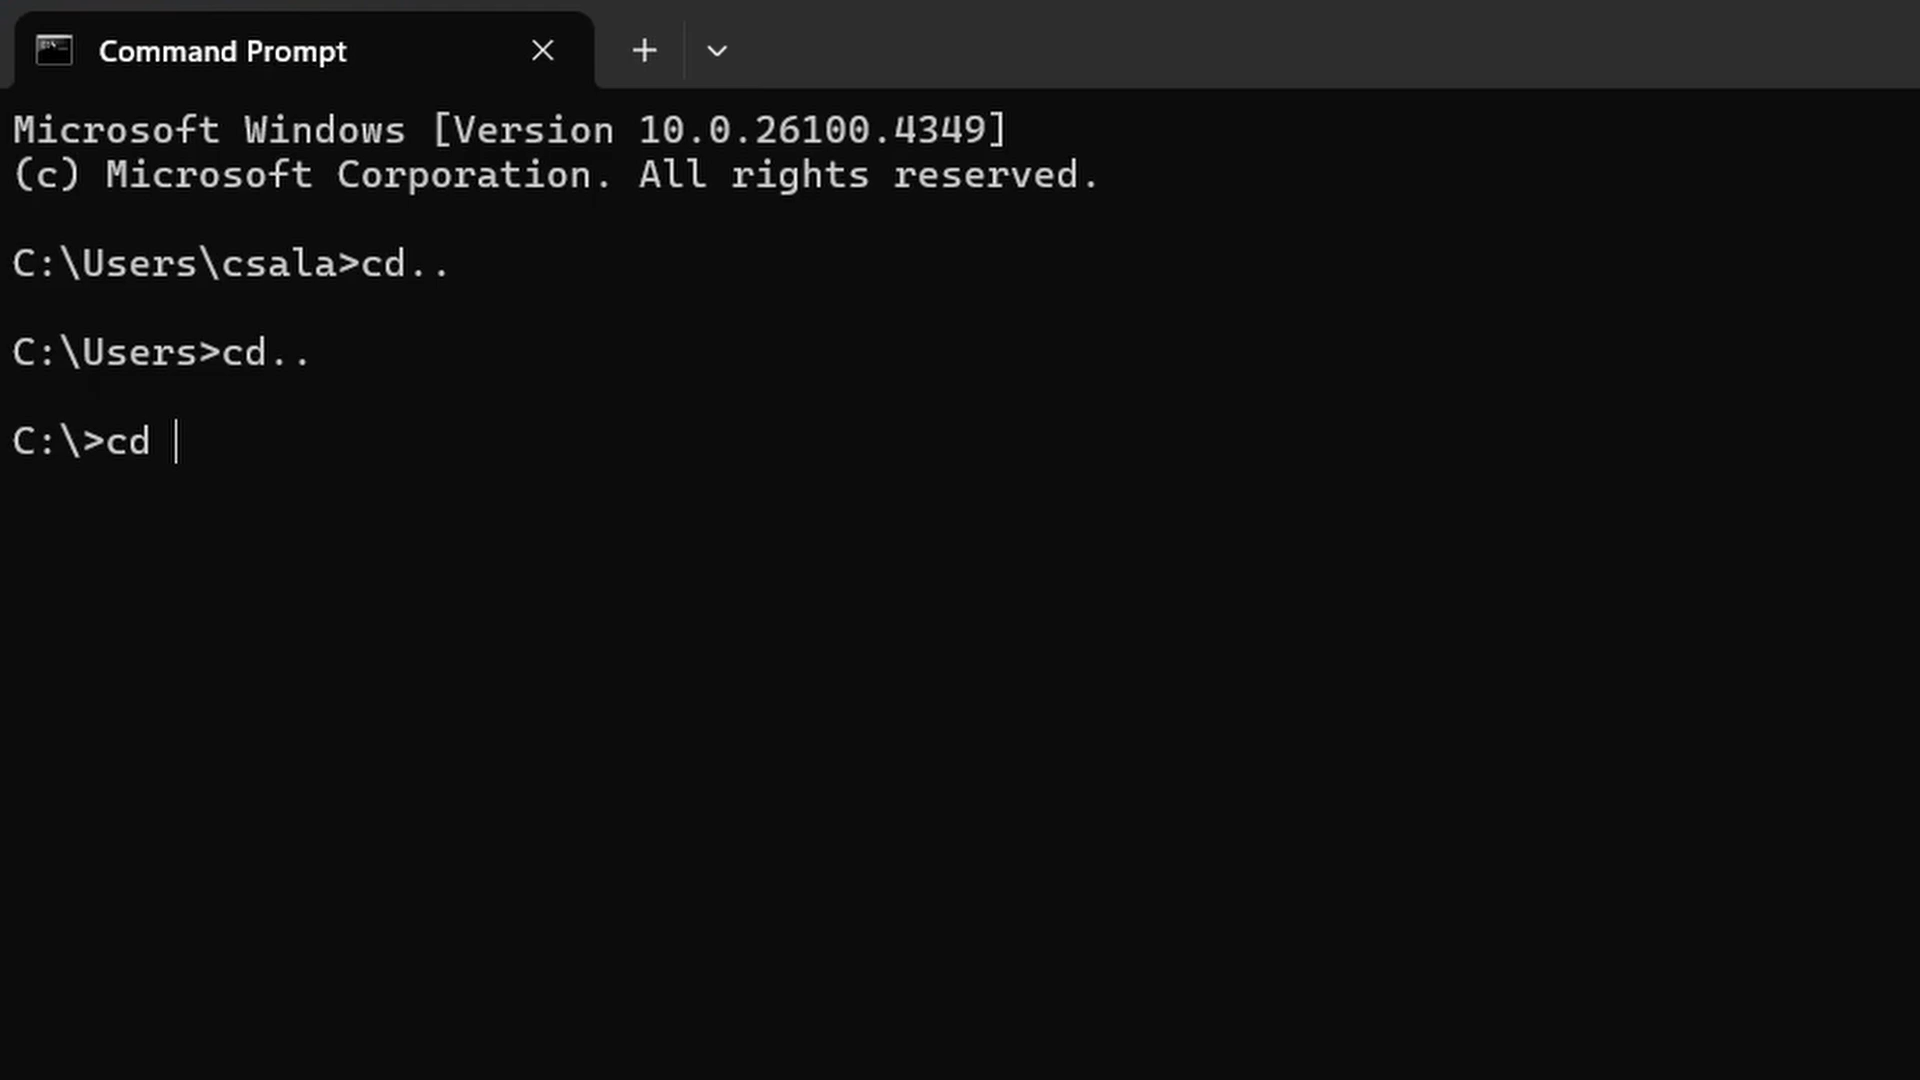 Command Prompt
Microsoft Windows [Version 10.0.26100.4349]
(c) Microsoft Corporation. All rights reserved.
C:\Users\csala>cd..
C:\Users>cd..
C:\>cd